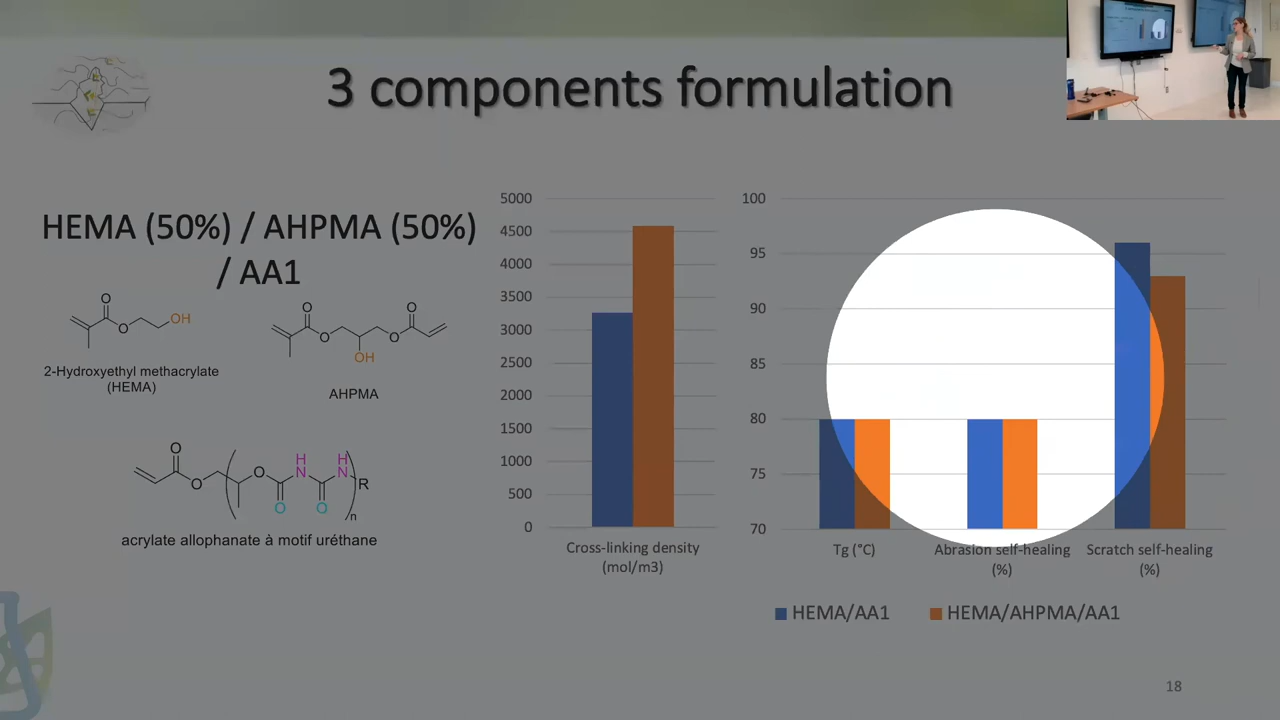 3 components formulation
HEMA (50%) / AHPMA (50%)
/ AA1
O
O
OH
2-Hydroxyethyl methacrylate
(HEMA)
O
O
OH
O
O
AHPMA
O
O
O
H
N
H
N
O
O
R
n
acrylate allophanate à motif uréthane
5000
4500
4000
3500
3000
2500
2000
1500
1000
500
0
Cross-linking density
(mol/m3)
100
95
90
85
80
75
70
Tg (°C)
Abrasion self-healing
(%)
Scratch self-healing
(%)
HEMA/AA1
HEMA/AHPMA/AA1
18